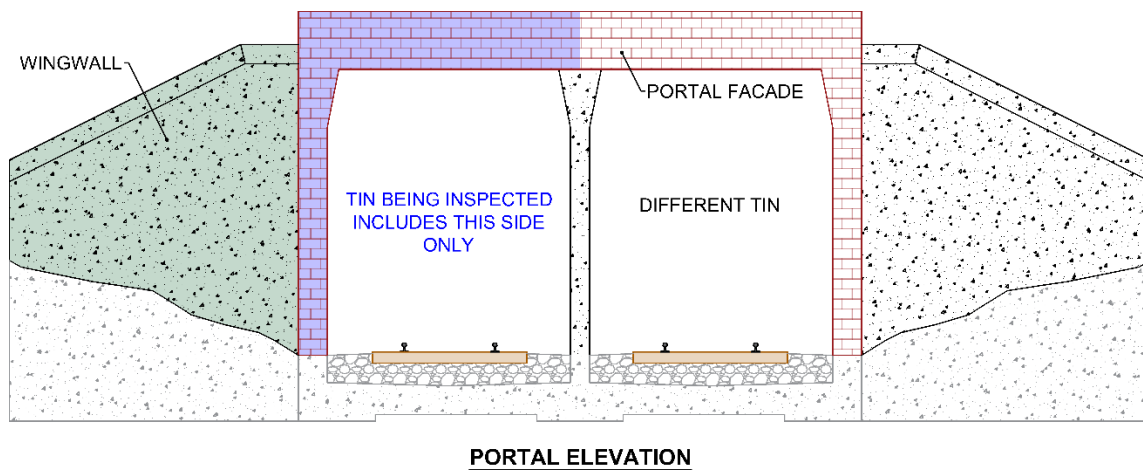 WINGWALL
PORTAL FACADE
TIN BEING INSPECTED
INCLUDES THIS SIDE
ONLY
DIFFERENT TIN
PORTAL ELEVATION